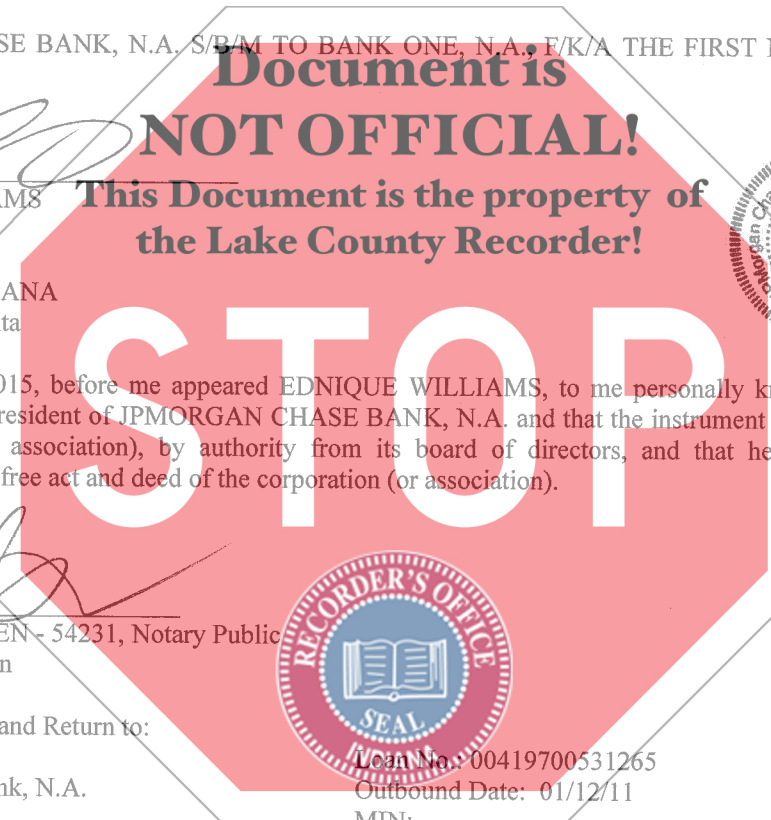 SE BANK, N.A. S/B/M TO BANK ONE, N.A., F/K/A THE FIRST
Document is
NOT OFFICIAL!
AMS
This Document is the property of
the Lake County Recorder!
ANA
ta
STOP
015, before me appeared EDNIQUE WILLIAMS, to me personally
resident of JPMORGAN CHASE BANK, N.A. and that the instrument
association), by authority from its board of directors, and that he
free act and deed of the corporation (or association).
EN - 54231, Notary Public
n
RECORDER'S OFFICE
SEAL
INDIANA
and Return to:
Loan No.: 00419700531265
nk, N.A.
Outbound Date: 01/12/11
MIN: